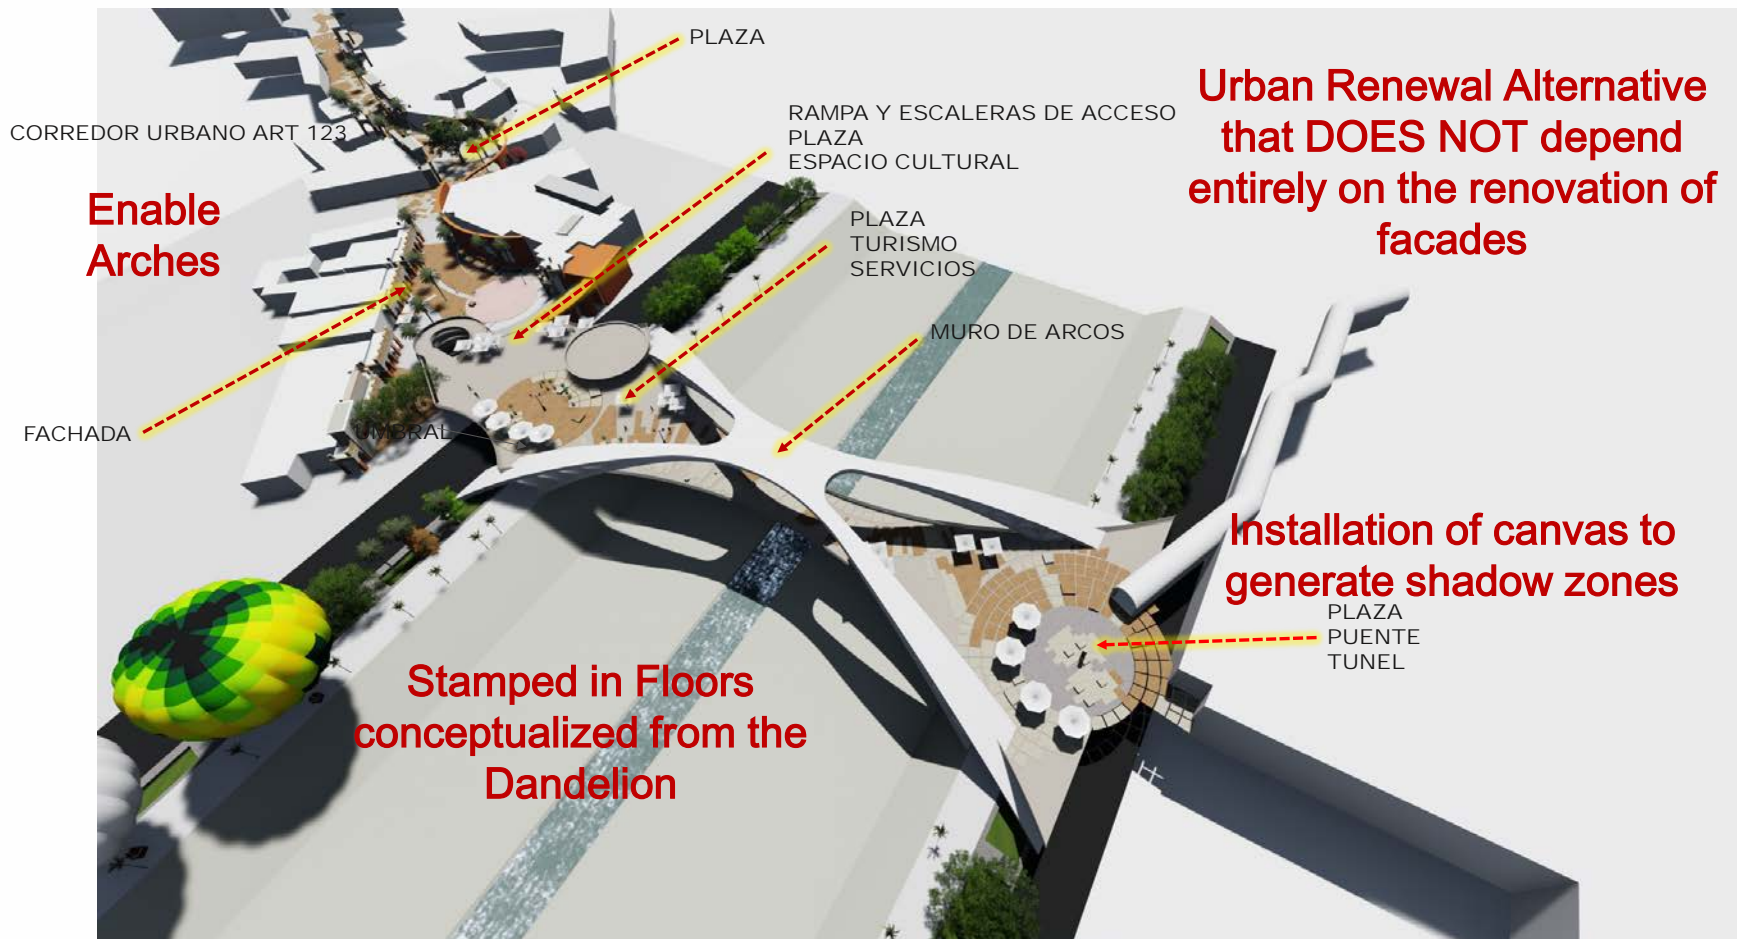 PLAZA
CORREDOR URBANO ART 123
RAMPA Y ESCALERAS DE ACCESO
PLAZA
ESPACIO CULTURAL
Urban Renewal Alternative
that DOES NOT depend
entirely on the renovation of
facades
Enable
Arches
PLAZA
TURISMO
SERVICIOS
MURO DE ARCOS
FACHADA
UMBRAL
Installation of canvas to
generate shadow zones
PLAZA
PUENTE
TUNEL
Stamped in Floors
conceptualized from the
Dandelion